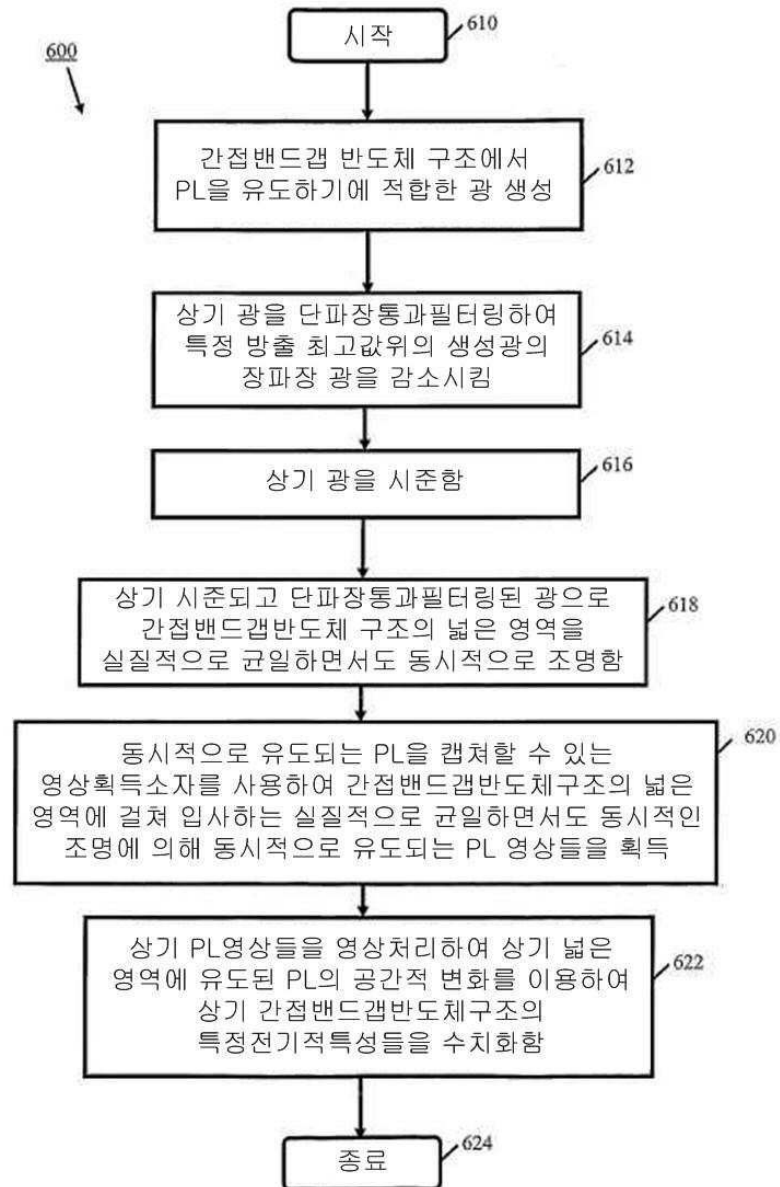 시작
610
600
간접밴드갭 반도체 구조에서
PL을 유도하기에 적합한 광 생성
612
상기 광을 단파장통과필터링하여
특정 방출 최고값위의 생성광의
장파장 광을 감소시킴
614
상기 광을 시준함
616
상기 시준되고 단파장통과필터링된 광으로
간접밴드갭반도체 구조의 넓은 영역을
실질적으로 균일하면서도 동시적으로 조명함
618
동시적으로 유도되는 PL을 캡쳐할 수 있는
영상획득소자를 사용하여 간접밴드갭반도체구조의 넓은
영역에 걸쳐 입사하는 실질적으로 균일하면서도 동시적인
조명에 의해 동시적으로 유도되는 PL 영상들을 획득
620
상기 PL영상들을 영상처리하여 상기 넓은
영역에 유도된 PL의 공간적 변화를 이용하여
상기 간접밴드갭반도체구조의
특정전기적특성들을 수치화함
622
종료
624